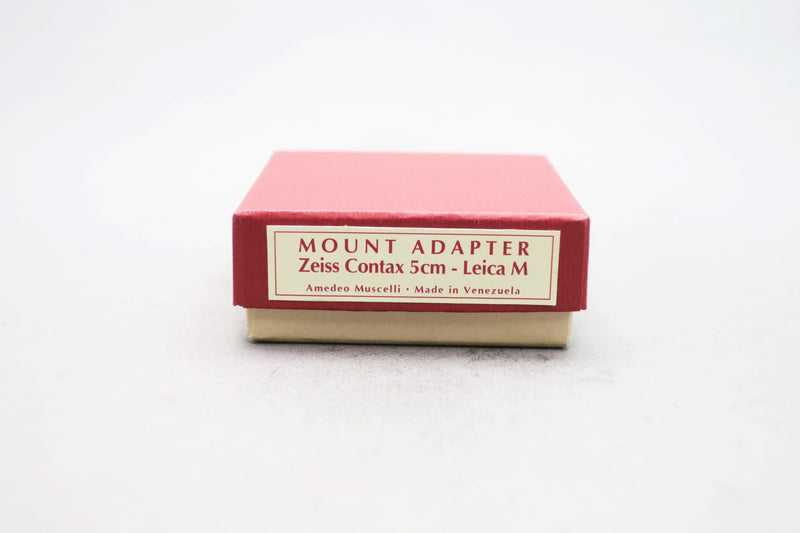 MOUNT ADAPTER
Zeiss Contax 5cm - Leica M
Amedeo Muscelli • Made in Venezuela